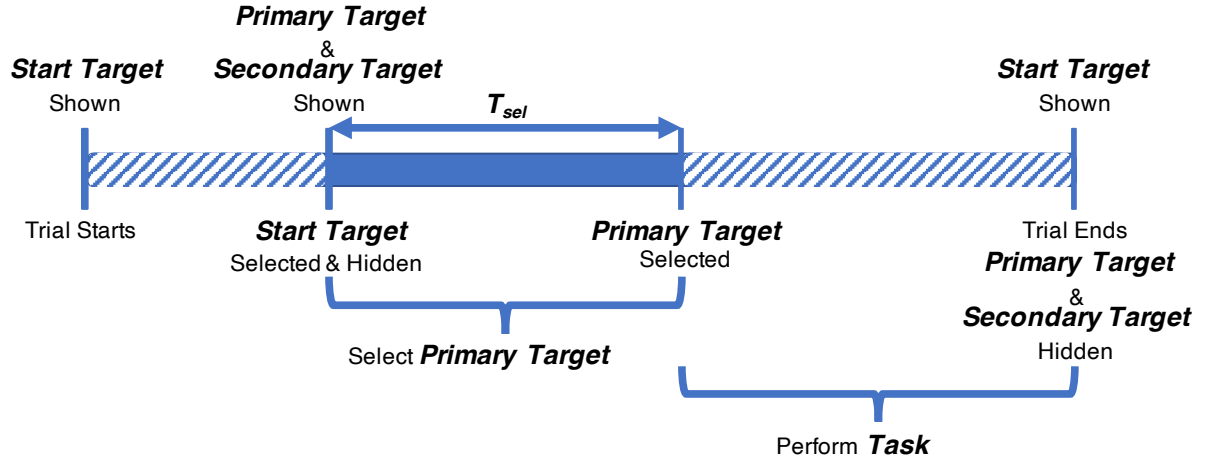 Primary Target
&
Start Target
Secondary Target
Start Target
Shown
Shown
Shown
T_sel
Trial Starts
Start Target
Selected & Hidden
Primary Target
Selected
Trial Ends
Primary Target
&
Secondary Target
Hidden
Select Primary Target
Perform Task